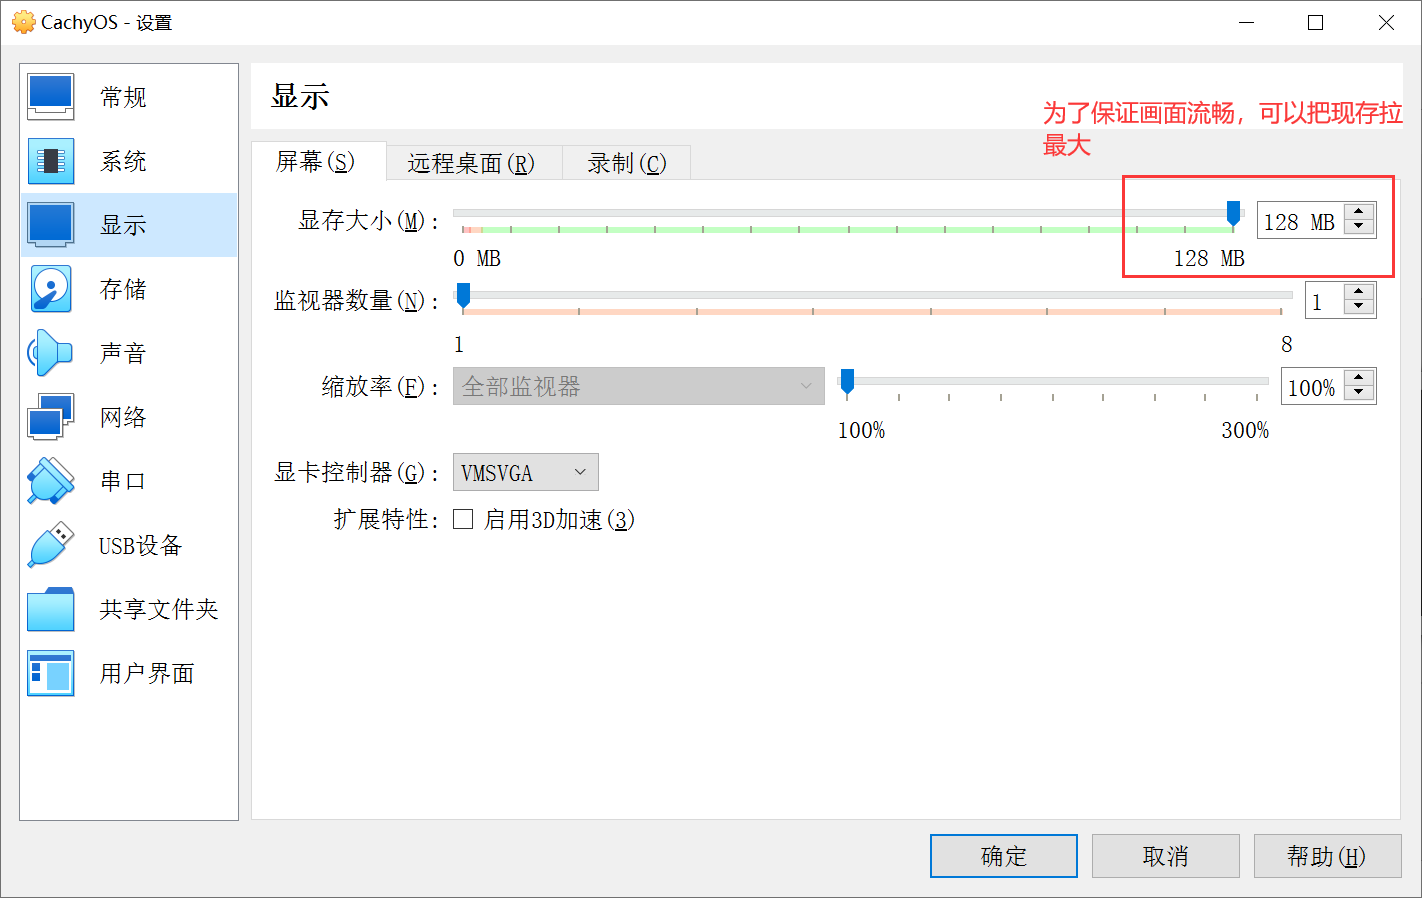 CachyOS - 设置
常规
系统
显示
存储
声音
网络
串口
USB设备
共享文件夹
用户界面
显示
为了保证画面流畅，可以把现存拉
最大
屏幕(S) 远程桌面(R) 录制(C)
显存大小(M): 128 MB
0 MB 128 MB
监视器数量(N): 1
1 8
缩放率(F): 全部监视器 100%
100% 300%
显卡控制器(G): VMSVGA
扩展特性: 启用3D加速(3)
确定 取消 帮助(H)